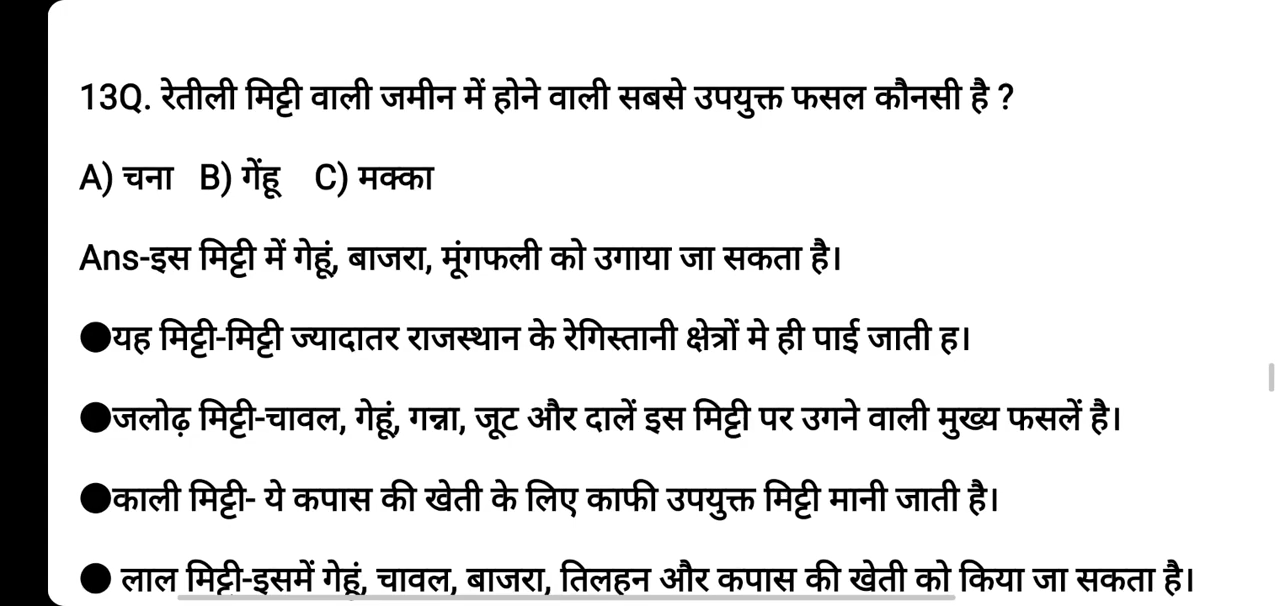 13Q. रेतीली मिट्टी वाली जमीन में होने वाली सबसे उपयुक्त फसल कौनसी है ?
A) चना B) गेंहू C) मक्का
Ans-इस मिट्टी में गेहूं, बाजरा, मूंगफली को उगाया जा सकता है।
●यह मिट्टी-मिट्टी ज्यादातर राजस्थान के रेगिस्तानी क्षेत्रों मे ही पाई जाती ह।
●जलोढ़ मिट्टी-चावल, गेहूं, गन्ना, जूट और दालें इस मिट्टी पर उगने वाली मुख्य फसलें है।
●काली मिट्टी- ये कपास की खेती के लिए काफी उपयुक्त मिट्टी मानी जाती है।
● लाल मिट्टी-इसमें गेहूं, चावल, बाजरा, तिलहन और कपास की खेती को किया जा सकता है।